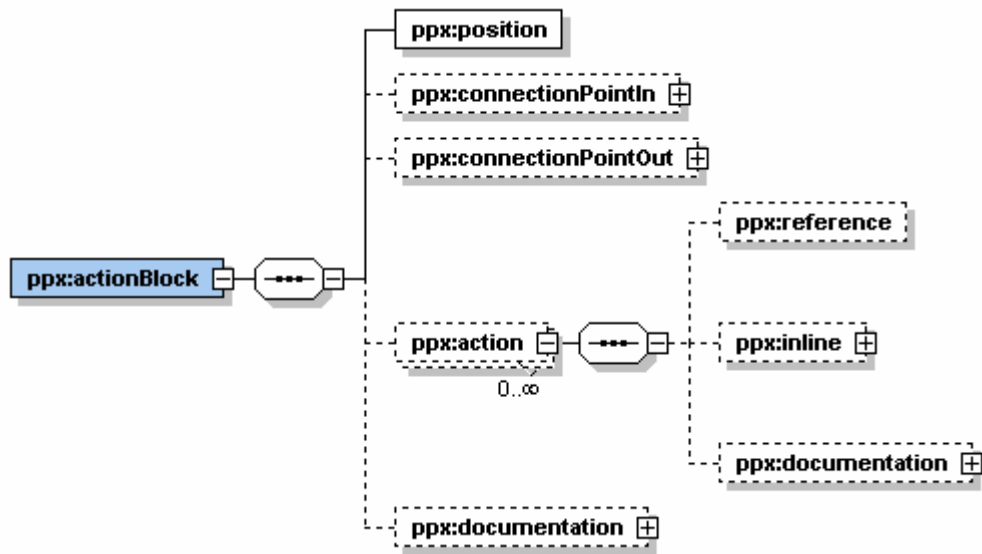 ppx:position
ppx:connectionPointIn
ppx:connectionPointOut
ppx:reference
ppx:actionBlock
ppx:action
ppx:inline
0..∞
ppx:documentation
ppx:documentation